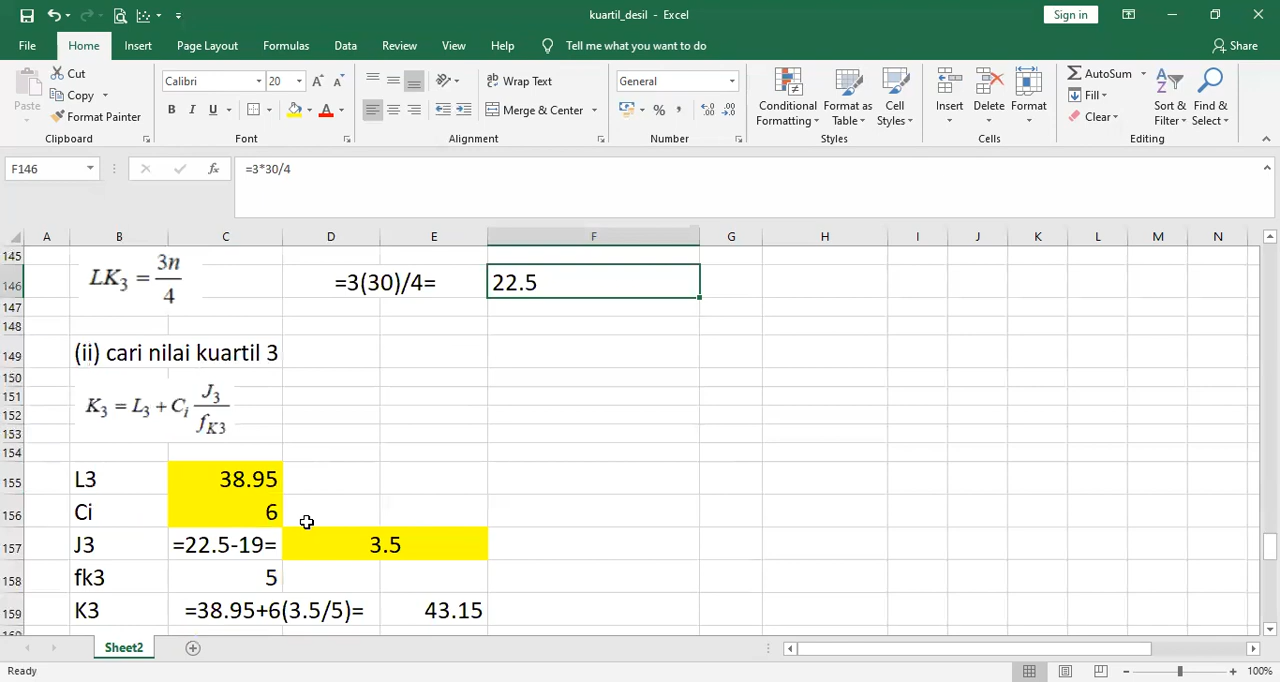 kuartil_desil - Excel
Sign in
File Home Insert Page Layout Formulas Data Review View Help Tell me what you want to do Share
Paste Cut Copy Format Painter
Calibri 20
B I U
Wrap Text
Merge & Center
General
% ,
Conditional Formatting Format as Table Cell Styles
Insert Delete Format
AutoSum Fill Clear
Sort & Filter Find & Select
Clipboard Font Alignment Number Styles Cells Editing
F146 fx =3*30/4
A B C D E F G H I J K L M N
145
146 LK₃ = 3n/4 =3(30)/4= 22.5
147
148
149 (ii) cari nilai kuartil 3
150
151 K₃ = L₃ + Cᵢ J₃/f_K3
152
153
154
155 L3 38.95
156 Ci 6
157 J3 =22.5-19= 3.5
158 fk3 5
159 K3 =38.95+6(3.5/5)= 43.15
Sheet2
Ready 100%